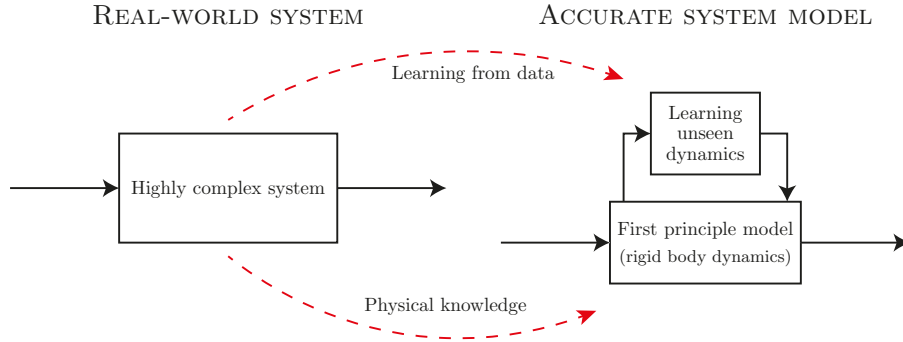 REAL-WORLD SYSTEM
ACCURATE SYSTEM MODEL
Learning from data
Learning
unseen
dynamics
Highly complex system
First principle model
(rigid body dynamics)
Physical knowledge